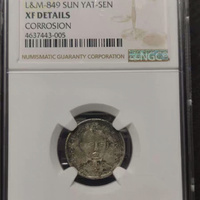 L&M-849 SUN YAT-SEN
XF DETAILS
CORROSION
4637443-005
NUMISMATIC GUARANTY CORPORATION
NGC